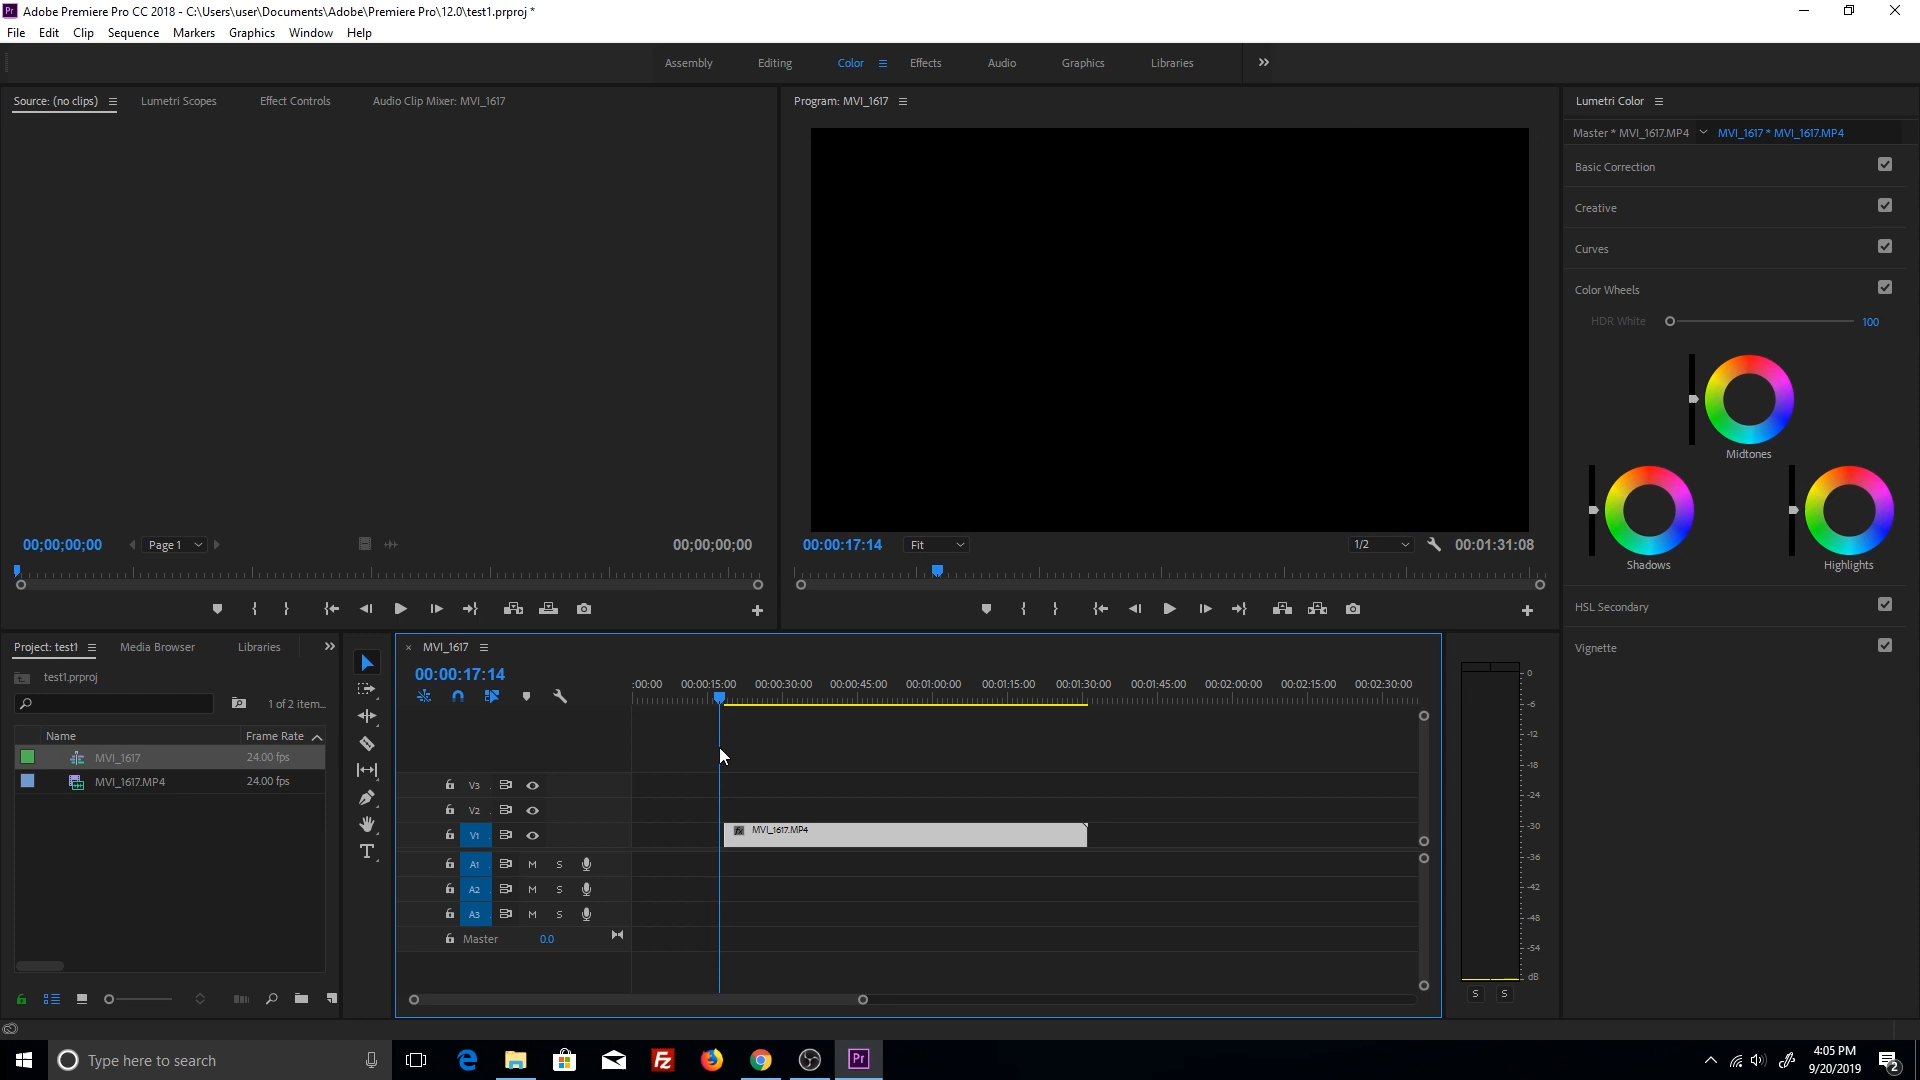 Adobe Premiere Pro CC 2018 - C:\Users\user\Documents\Adobe\Premiere Pro\12.0\test1.prproj *
File Edit Clip Sequence Markers Graphics Window Help
Assembly Editing Color Effects Audio Graphics Libraries
Source: (no clips) Lumetri Scopes Effect Controls Audio Clip Mixer: MVI_1617
Program: MVI_1617
Lumetri Color
Master * MVI_1617.MP4 MVI_1617 * MVI_1617.MP4
Basic Correction
Creative
Curves
Color Wheels
HDR White 100
Midtones
Shadows Highlights
HSL Secondary
Vignette
00;00;00;00 Page 1 00;00;00;00
00:00:17:14 Fit 1/2 00:01:31:08
Project: test1 Media Browser Libraries
test1.prproj
1 of 2 item...
Name Frame Rate
MVI_1617 24.00 fps
MVI_1617.MP4 24.00 fps
MVI_1617
00:00:17:14
:00:00 00:00:15:00 00:00:30:00 00:00:45:00 00:01:00:00 00:01:15:00 00:01:30:00 00:01:45:00 00:02:00:00 00:02:15:00 00:02:30:00
V3
V2
V1 fx MVI_1617.MP4
A1 M S
A2 M S
A3 M S
Master 0.0
0
-6
-12
-18
-24
-30
-36
-42
-48
-54
dB
S S
Type here to search
Pr
4:05 PM
9/20/2019
2